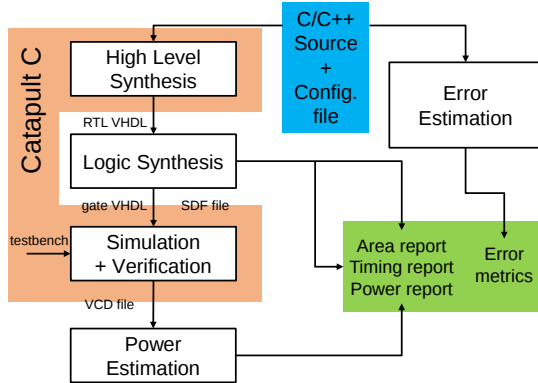 C/C++
Source
+
Config.
file
Catapult C
High Level
Synthesis
Error
Estimation
RTL VHDL
Logic Synthesis
gate VHDL
SDF file
testbench
Simulation
+ Verification
Area report
Timing report
Power report
Error
metrics
VCD file
Power
Estimation